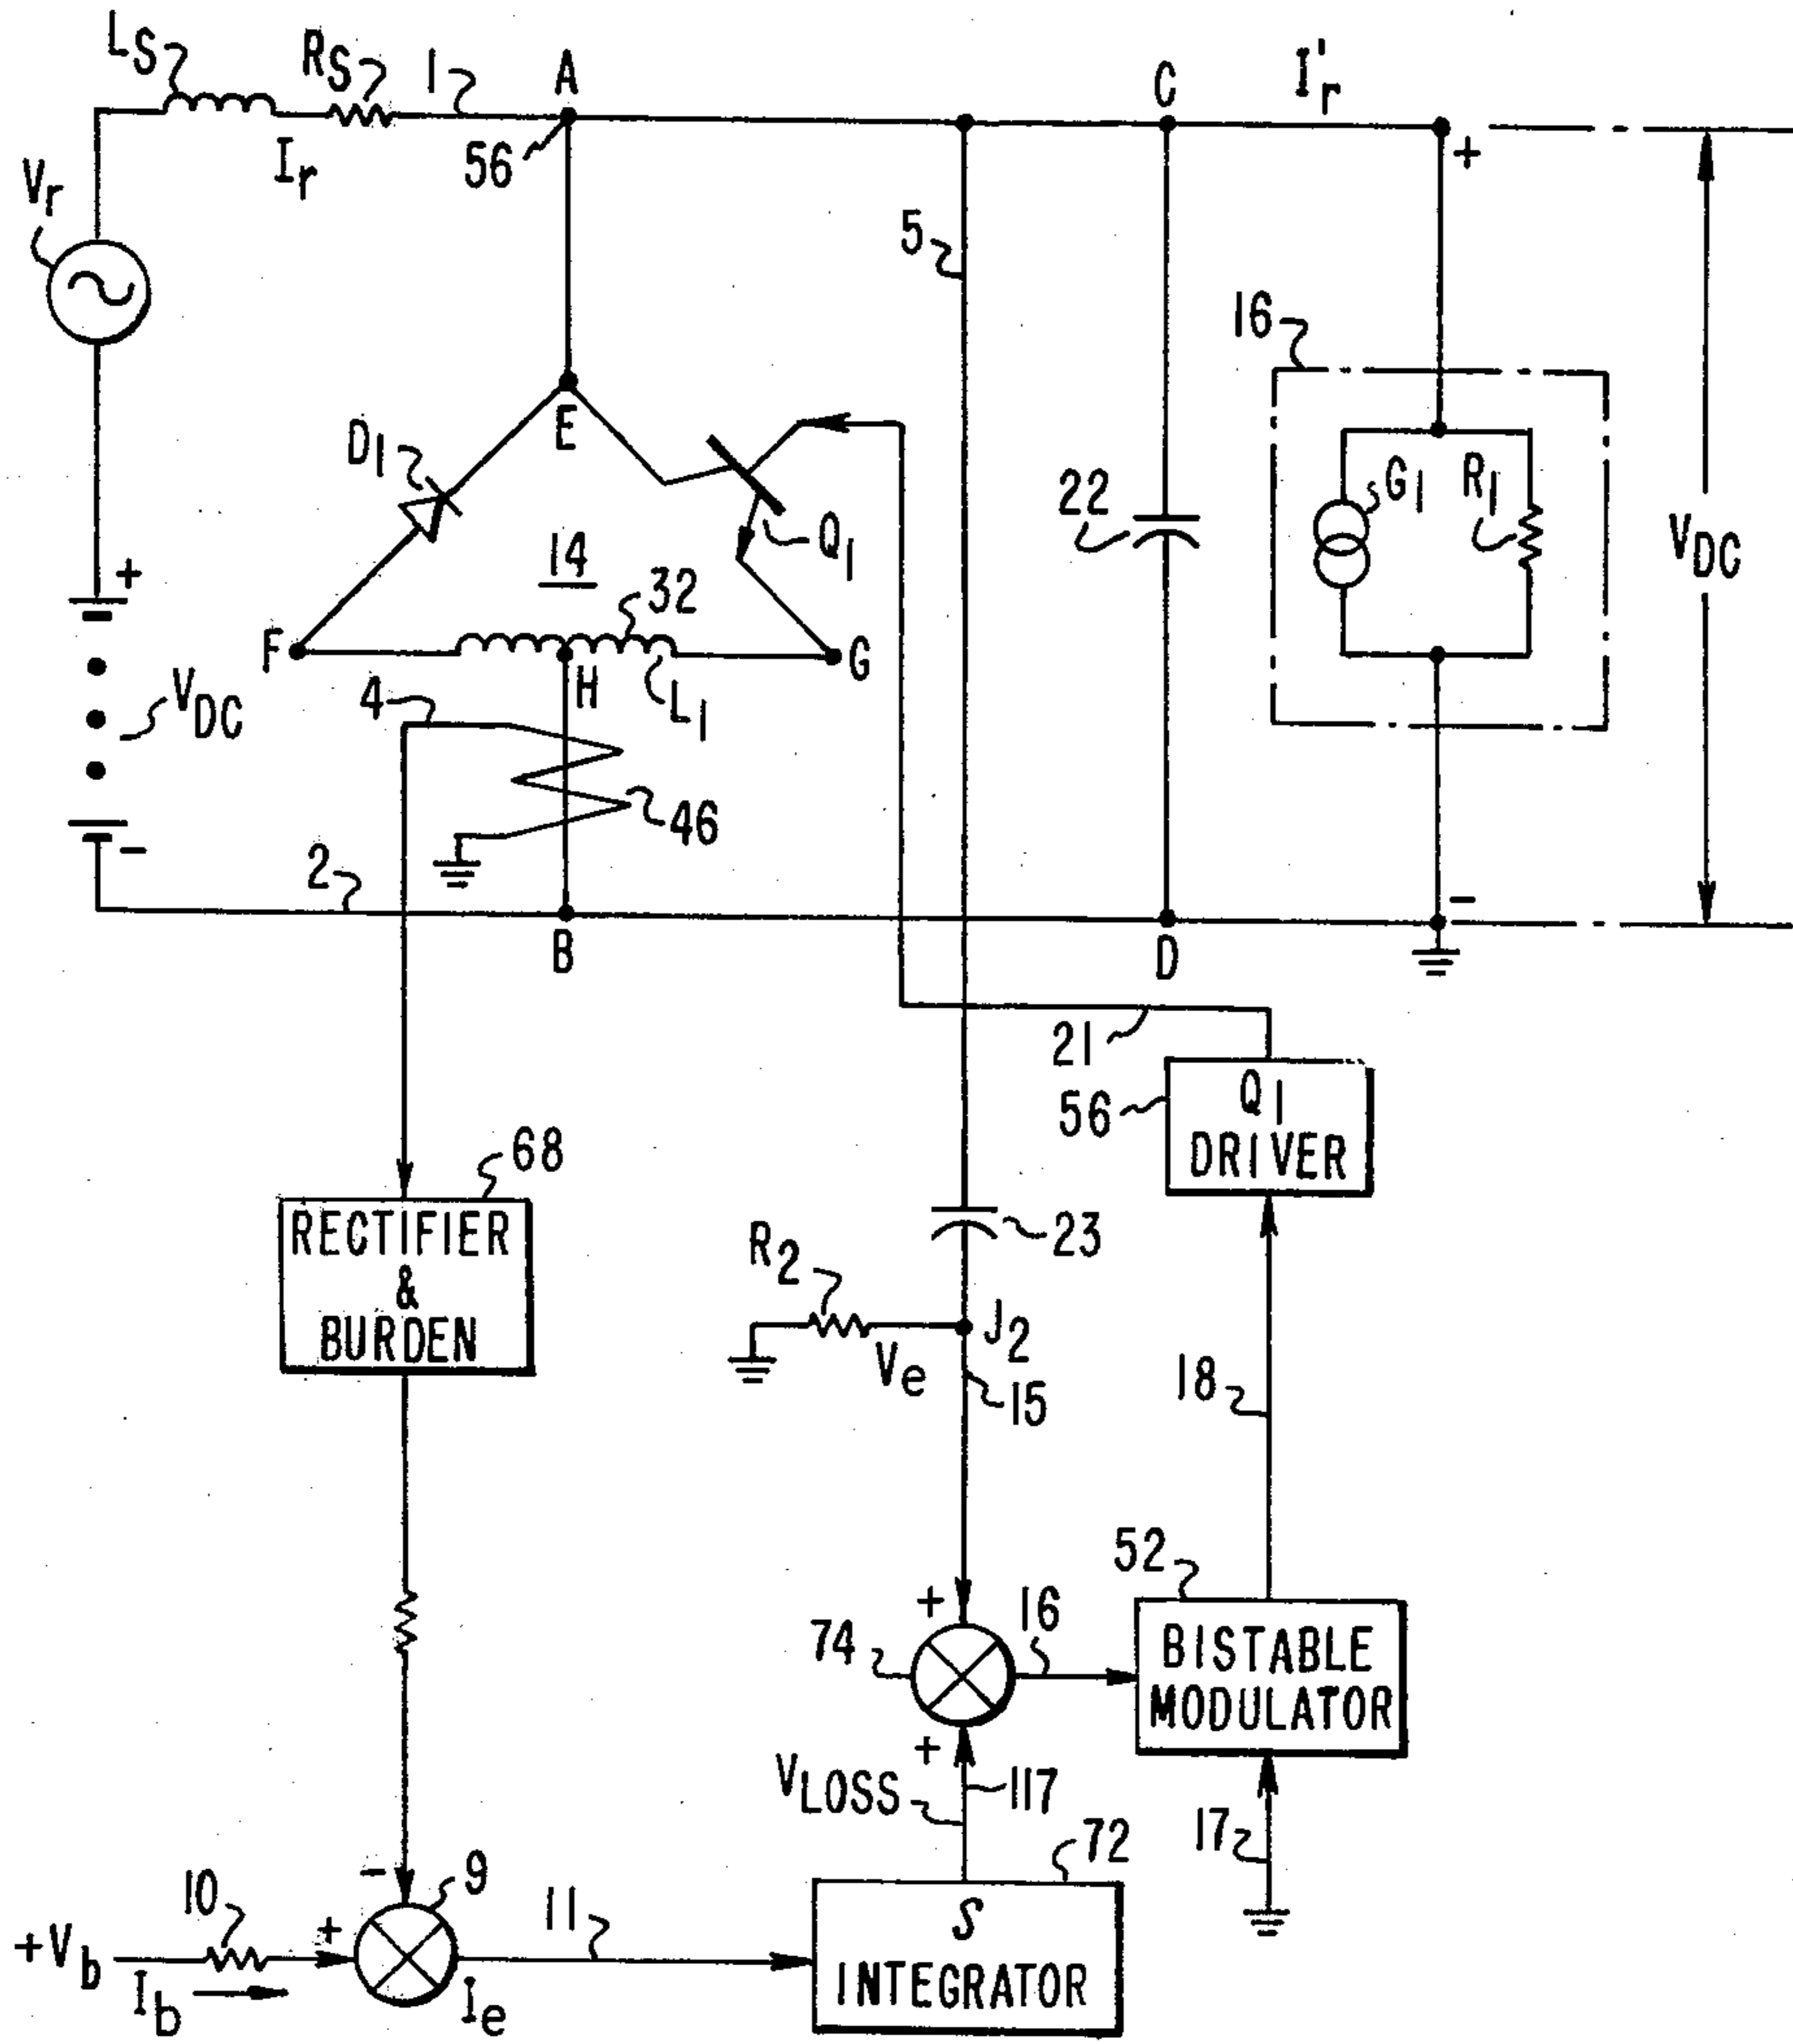 LS
RS
1
A
C
I'r
56
Ir
+
Vr
5
16
E
D1
G1
R1
22
Q1
VDC
14
32
+
F
G
H
L1
4
VDC
46
-
2
-
B
D
21
Q1
DRIVER
56
68
RECTIFIER
&
BURDEN
23
R2
J2
Ve
15
18
52
+
16
74
BISTABLE
MODULATOR
+
VLOSS
117
17
72
-
9
10
11
S
INTEGRATOR
+Vb
+
Ib
Ie